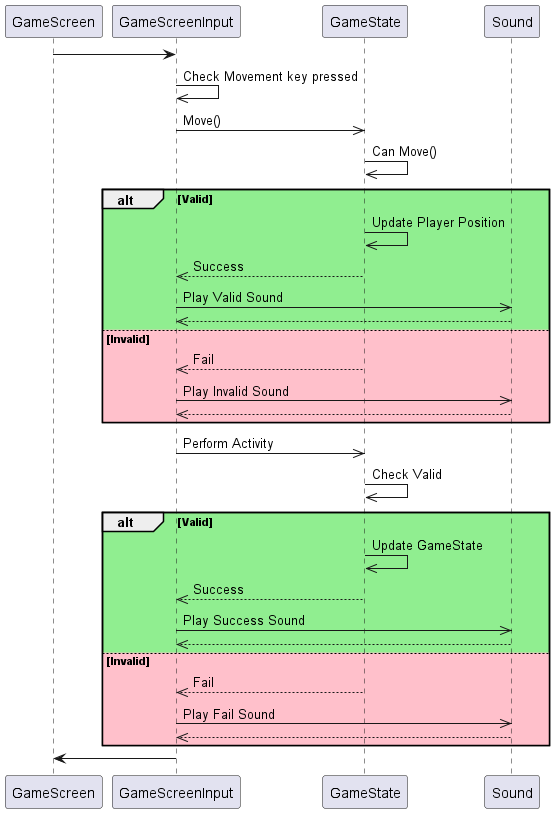 GameScreen GameScreenInput GameState Sound
Check Movement key pressed
Move()
Can Move()
alt [Valid]
Update Player Position
Success
Play Valid Sound
[Invalid]
Fail
Play Invalid Sound
Perform Activity
Check Valid
alt [Valid]
Update GameState
Success
Play Success Sound
[Invalid]
Fail
Play Fail Sound
GameScreen GameScreenInput GameState Sound